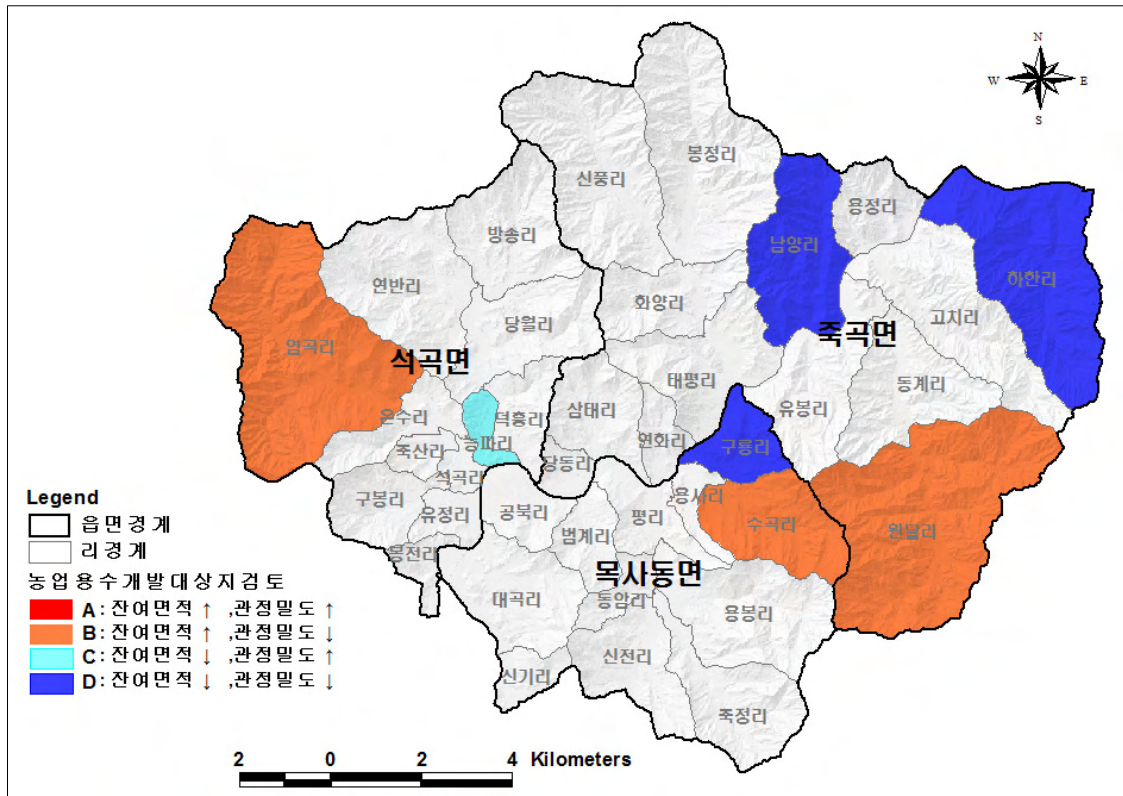 N
W E
S
봉정리
신풍리
용정리
방송리
남양리
하한리
연반리
화양리
당월리
고치리
죽곡면
염곡리
석곡면
태평리
동계리
유봉리
삼태리
온수리
덕흥리
능파리
연화리
구룡리
죽산리
당동리
석곡리
구봉리
용사리
유정리
공북리
평리
수곡리
원달리
범계리
봉전리
목사동면
대곡리
동암리
용봉리
신전리
신기리
죽정리
Legend
읍면경계
리경계
농업용수개발대상지검토
A : 잔여면적 ↑ ,관정밀도 ↑
B : 잔여면적 ↑ ,관정밀도 ↓
C : 잔여면적 ↓ ,관정밀도 ↑
D : 잔여면적 ↓ ,관정밀도 ↓
2 0 2 4 Kilometers